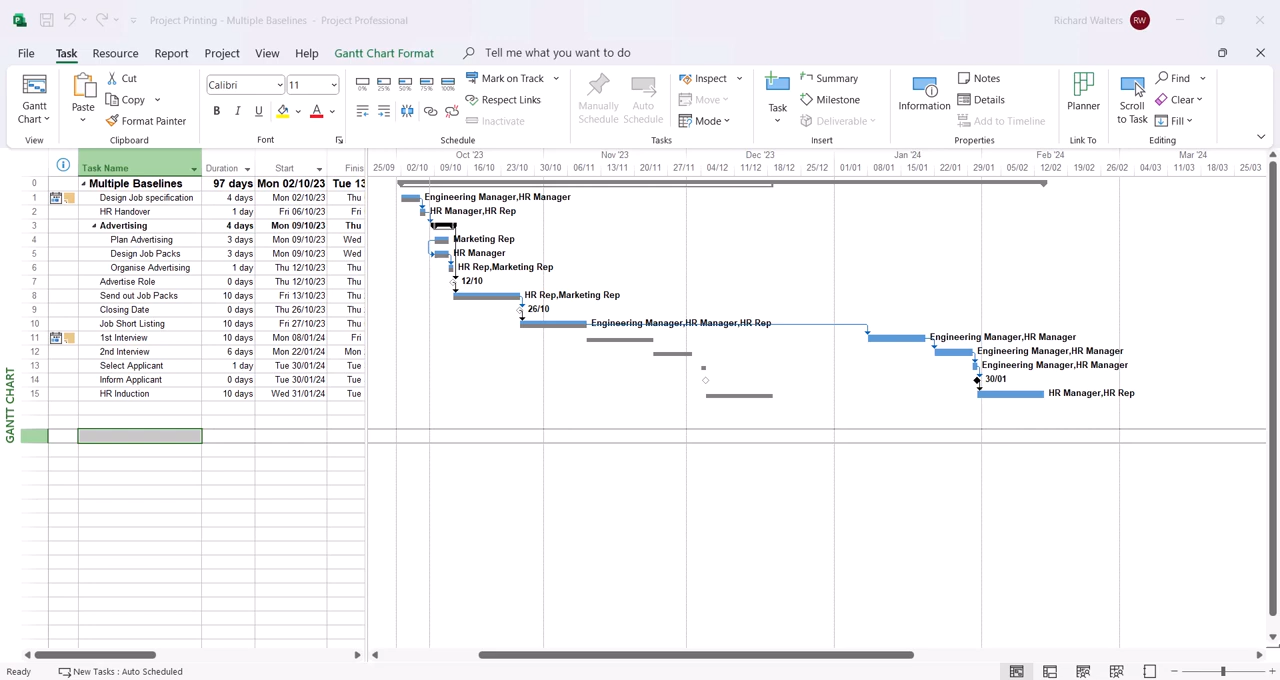 Project Printing - Multiple Baselines - Project Professional
Richard Walters RW
File Task Resource Report Project View Help Gantt Chart Format Tell me what you want to do
Gantt Chart
View
Paste
Cut
Copy
Format Painter
Clipboard
Calibri 11
B I U A
Font
0% 25% 50% 75% 100%
Mark on Track
Respect Links
Inactivate
Schedule
Manually Schedule
Auto Schedule
Inspect
Move
Mode
Tasks
Task
Summary
Milestone
Deliverable
Insert
Information
Notes
Details
Add to Timeline
Properties
Planner
Link To
Scroll to Task
Find
Clear
Fill
Editing
Task Name Duration Start Finis
Oct '23 Nov '23 Dec '23 Jan '24 Feb '24 Mar '24
25/09 02/10 09/10 16/10 23/10 30/10 06/11 13/11 20/11 27/11 04/12 11/12 18/12 25/12 01/01 08/01 15/01 22/01 29/01 05/02 12/02 19/02 26/02 04/03 11/03 18/03 25/03
0 Multiple Baselines 97 days Mon 02/10/23 Tue 13
1 Design Job specification 4 days Mon 02/10/23 Thu Engineering Manager,HR Manager
2 HR Handover 1 day Fri 06/10/23 Fri HR Manager,HR Rep
3 Advertising 4 days Mon 09/10/23 Thu
4 Plan Advertising 3 days Mon 09/10/23 Wed Marketing Rep
5 Design Job Packs 3 days Mon 09/10/23 Wed HR Manager
6 Organise Advertising 1 day Thu 12/10/23 Thu HR Rep,Marketing Rep
7 Advertise Role 0 days Thu 12/10/23 Thu 12/10
8 Send out Job Packs 10 days Fri 13/10/23 Thu HR Rep,Marketing Rep
9 Closing Date 0 days Thu 26/10/23 Thu 26/10
10 Job Short Listing 10 days Fri 27/10/23 Thu Engineering Manager,HR Manager,HR Rep
11 1st Interview 10 days Mon 08/01/24 Fri Engineering Manager,HR Manager
12 2nd Interview 6 days Mon 22/01/24 Mon Engineering Manager,HR Manager
13 Select Applicant 1 day Tue 30/01/24 Tue Engineering Manager,HR Manager
14 Inform Applicant 0 days Tue 30/01/24 Tue 30/01
15 HR Induction 10 days Wed 31/01/24 Tue HR Manager,HR Rep
GANTT CHART
Ready New Tasks : Auto Scheduled